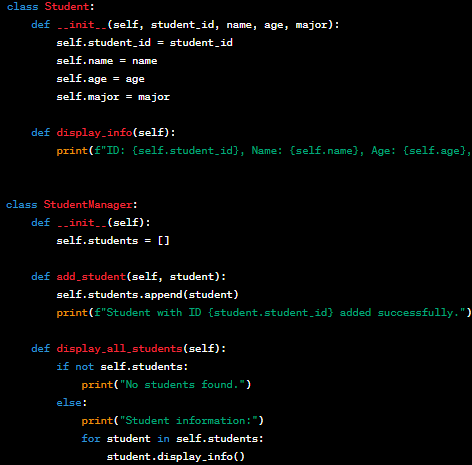 class Student:
    def __init__(self, student_id, name, age, major):
        self.student_id = student_id
        self.name = name
        self.age = age
        self.major = major
    def display_info(self):
        print(f"ID: {self.student_id}, Name: {self.name}, Age: {self.age},
class StudentManager:
    def __init__(self):
        self.students = []
    def add_student(self, student):
        self.students.append(student)
        print(f"Student with ID {student.student_id} added successfully.")
    def display_all_students(self):
        if not self.students:
            print("No students found.")
        else:
            print("Student information:")
            for student in self.students:
                student.display_info()